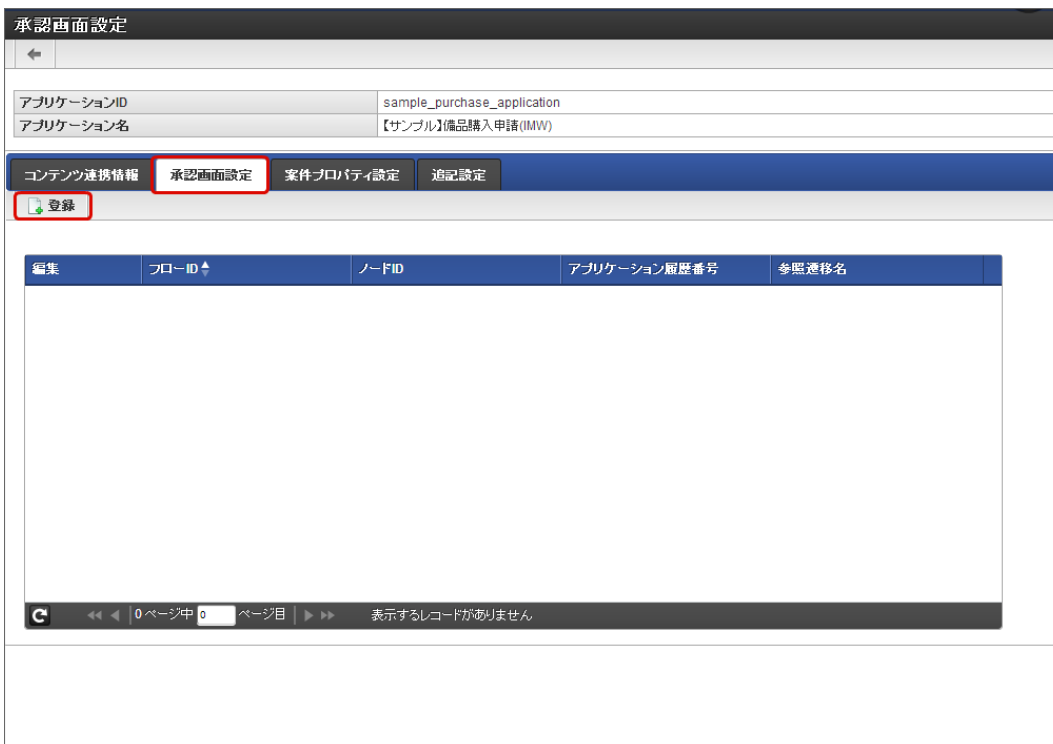 承認画面設定
アプリケーションID sample_purchase_application
アプリケーション名 【サンプル】備品購入申請(IMW)
コンテンツ連携情報 承認画面設定 案件プロパティ設定 追記設定
登録
編集 フローID ノードID アプリケーション履歴番号 参照遷移名
0 ページ中 0 ページ目 表示するレコードがありません